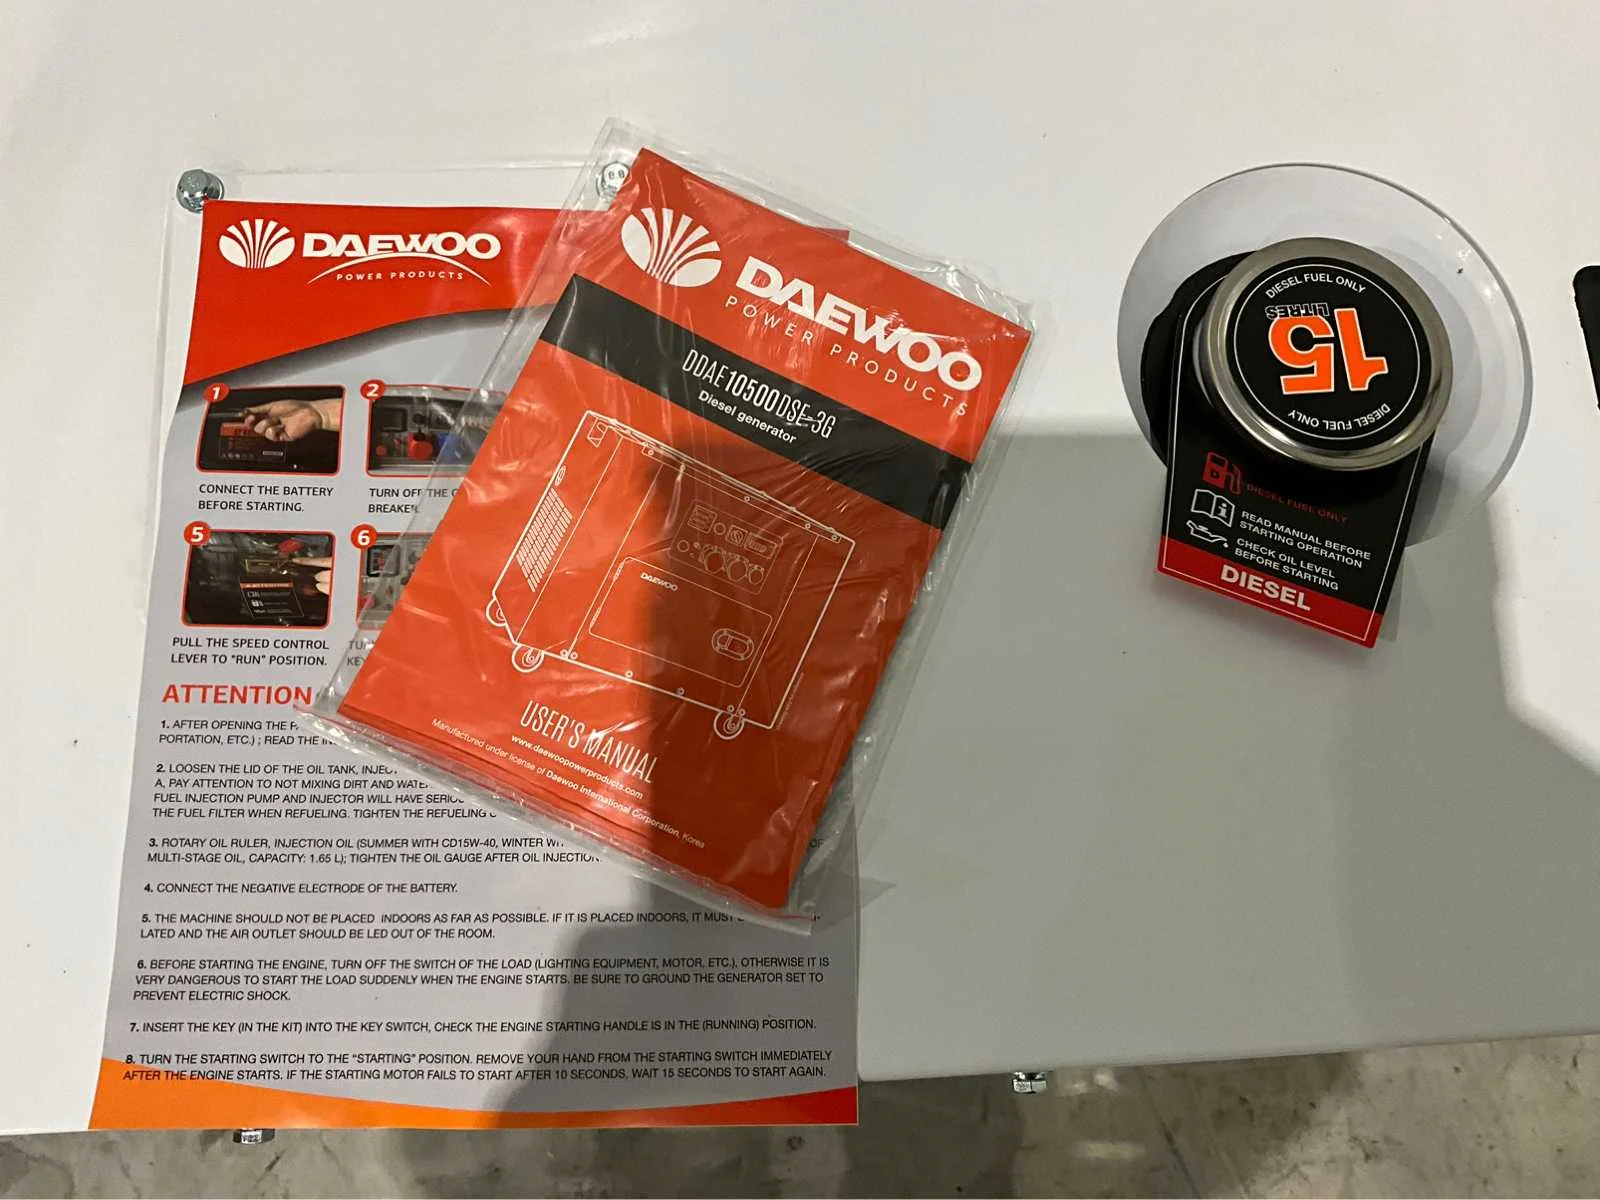 DAEWOO
POWER PRODUCTS
1
2
CONNECT THE BATTERY
BEFORE STARTING.
TURN OFF THE
BREAKER
5
6
PULL THE SPEED CONTROL
LEVER TO "RUN" POSITION.
ATTENTION
1. AFTER OPENING THE
PORTATION, ETC.) ; READ THE
2. LOOSEN THE LID OF THE OIL TANK,
A, PAY ATTENTION TO NOT MIXING DIRT AND
FUEL INJECTION PUMP AND INJECTOR WILL HAVE
THE FUEL FILTER WHEN REFUELING. TIGHTEN THE REFUELING
3. ROTARY OIL RULER, INJECTION OIL (SUMMER WITH CD15W-40, WINTER OF
MULTI-STAGE OIL, CAPACITY: 1.65 L); TIGHTEN THE OIL GAUGE AFTER OIL INJECTION.
4. CONNECT THE NEGATIVE ELECTRODE OF THE BATTERY.
5. THE MACHINE SHOULD NOT BE PLACED INDOORS AS FAR AS POSSIBLE. IF IT IS PLACED INDOORS, IT MUST
LATED AND THE AIR OUTLET SHOULD BE LED OUT OF THE ROOM.
6. BEFORE STARTING THE ENGINE, TURN OFF THE SWITCH OF THE LOAD (LIGHTING EQUIPMENT, MOTOR, ETC.), OTHERWISE IT IS
VERY DANGEROUS TO START THE LOAD SUDDENLY WHEN THE ENGINE STARTS. BE SURE TO GROUND THE GENERATOR SET TO
PREVENT ELECTRIC SHOCK.
7. INSERT THE KEY (IN THE KIT) INTO THE KEY SWITCH, CHECK THE ENGINE STARTING HANDLE IS IN THE (RUNNING) POSITION.
8. TURN THE STARTING SWITCH TO THE "STARTING" POSITION. REMOVE YOUR HAND FROM THE STARTING SWITCH IMMEDIATELY
AFTER THE ENGINE STARTS. IF THE STARTING MOTOR FAILS TO START AFTER 10 SECONDS, WAIT 15 SECONDS TO START AGAIN.
8.8
DAEWOO
POWER PRODUCTS
DDAE10500DSE-3G
Diesel generator
DAEWOO
USER'S MANUAL
www.daewoopowerproducts.com
Manufactured under license of Daewoo International Corporation, Korea
DIESEL FUEL ONLY
15
LITRES
DIESEL FUEL ONLY
DIESEL FUEL ONLY
READ MANUAL BEFORE
STARTING OPERATION
CHECK OIL LEVEL
BEFORE STARTING
DIESEL